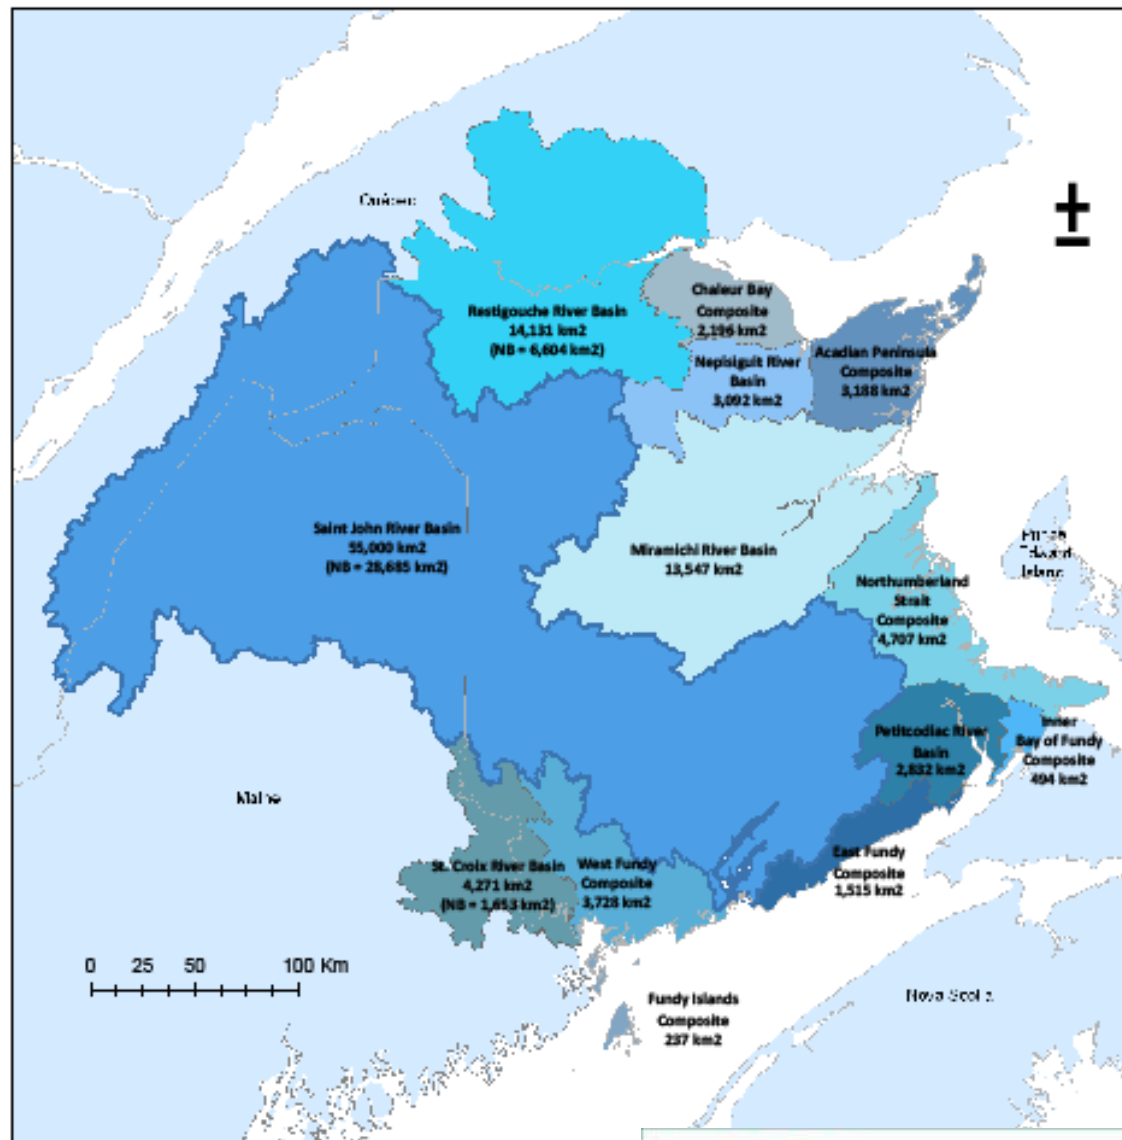 Québec
Restigouche River Basin
14,131 km2
(NB = 6,604 km2)
Chaleur Bay
Composite
2,196 km2
Nepisiguit River
Basin
3,092 km2
Acadian Peninsula
Composite
3,188 km2
Saint John River Basin
55,000 km2
(NB = 28,685 km2)
Miramichi River Basin
13,547 km2
Prince
Edward
Island
Northumberland
Strait
Composite
4,707 km2
Petitcodiac River
Basin
2,832 km2
Inner
Bay of Fundy
Composite
494 km2
Maine
St. Croix River Basin
4,271 km2
(NB = 1,653 km2)
West Fundy
Composite
3,728 km2
East Fundy
Composite
1,515 km2
0 25 50 100 Km
Fundy Islands
Composite
237 km2
Nova Scotia